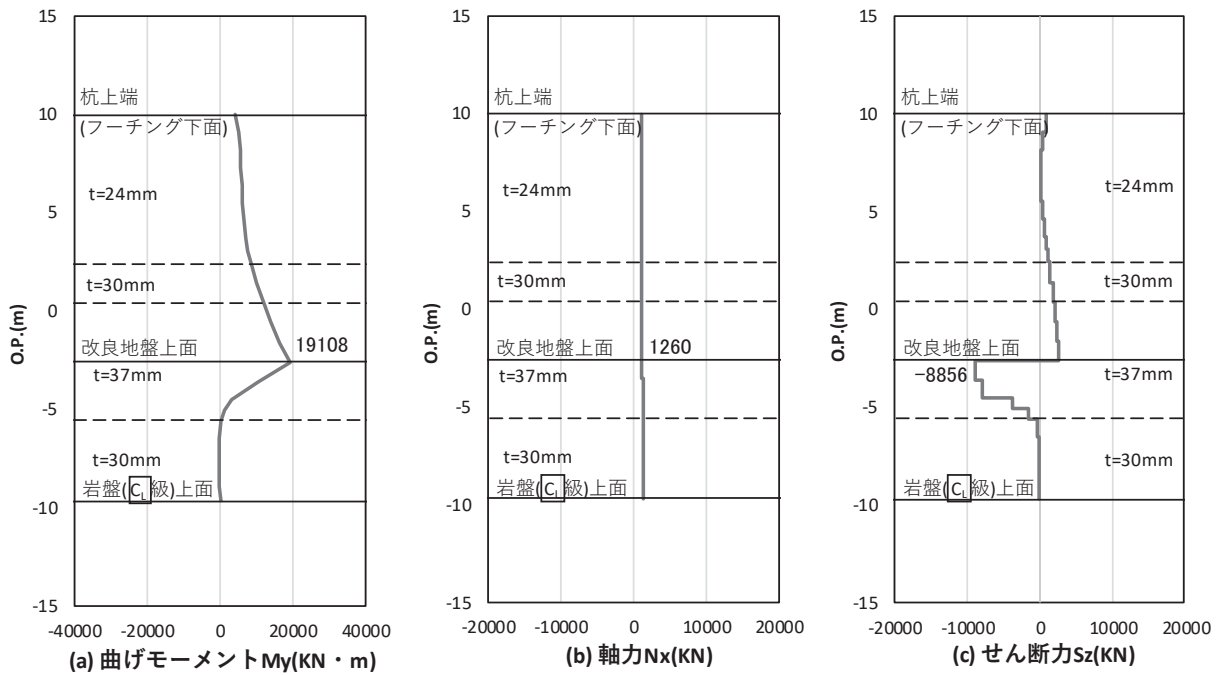 15
杭上端
10
(フーチング下面)
t=24mm
5
t=30mm
0
O.P.(m)
改良地盤上面
19108
t=37mm
-5
t=30mm
岩盤(CL級)上面
-10
-15
-40000 -20000 0 20000 40000
(a) 曲げモーメントMy(KN・m)
15
杭上端
10
(フーチング下面)
t=24mm
5
t=30mm
0
O.P.(m)
改良地盤上面
1260
t=37mm
-5
t=30mm
岩盤(CL級)上面
-10
-15
-20000 -10000 0 10000 20000
(b) 軸力Nx(KN)
15
杭上端
10
(フーチング下面)
t=24mm
5
t=30mm
0
O.P.(m)
改良地盤上面
-8856
t=37mm
-5
t=30mm
岩盤(CL級)上面
-10
-15
-20000 -10000 0 10000 20000
(c) せん断力Sz(KN)